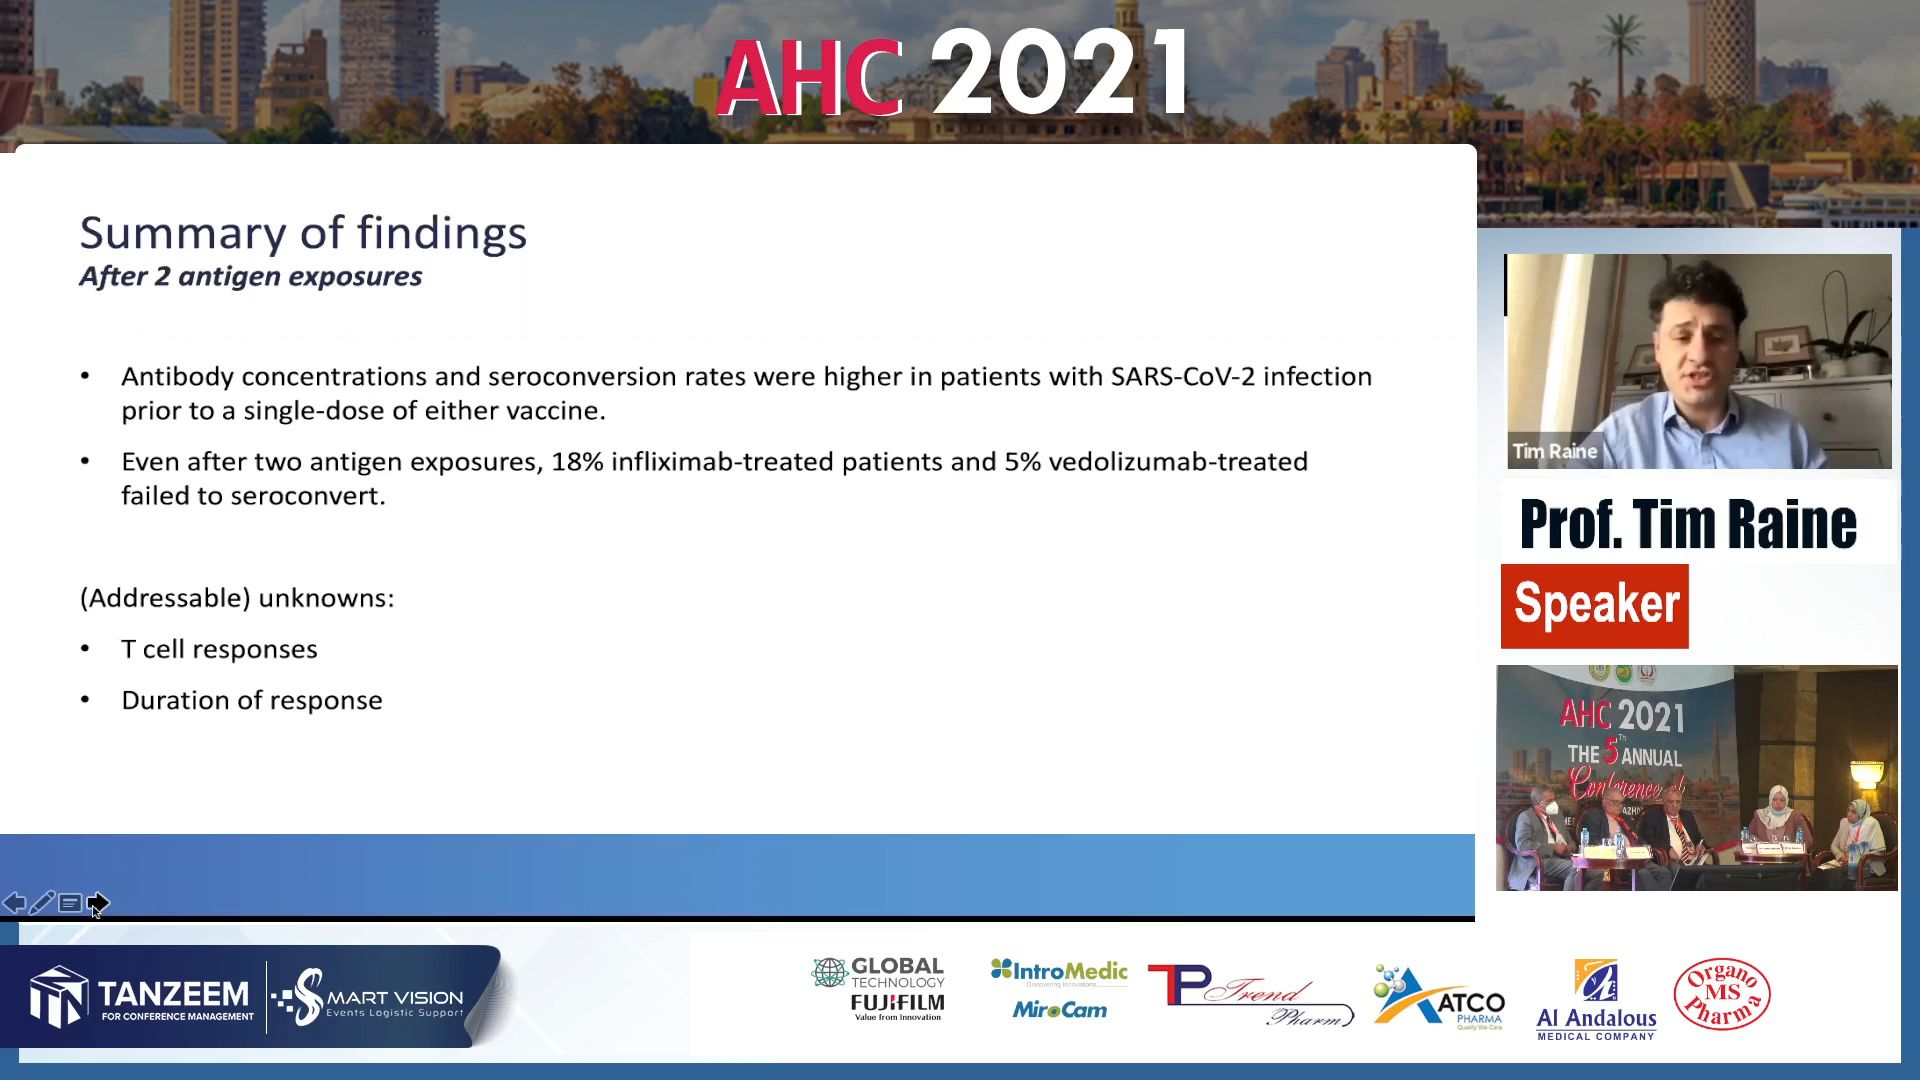 AHC 2021
Summary of findings
After 2 antigen exposures
• Antibody concentrations and seroconversion rates were higher in patients with SARS-CoV-2 infection
prior to a single-dose of either vaccine.
• Even after two antigen exposures, 18% infliximab-treated patients and 5% vedolizumab-treated
failed to seroconvert.
(Addressable) unknowns:
• T cell responses
• Duration of response
Tim Raine
Prof. Tim Raine
Speaker
AHC 2021
THE 5Th ANNUAL
Conference of
TANZEEM
FOR CONFERENCE MANAGEMENT
SMART VISION
Events Logistic Support
GLOBAL
TECHNOLOGY
FUJIFILM
Value from Innovation
IntroMedic
Discovering Innovations
MiroCam
TP Trend
Pharm
ATCO
PHARMA
Quality We Care
Al Andalous
MEDICAL COMPANY
Organo
MS
Pharma